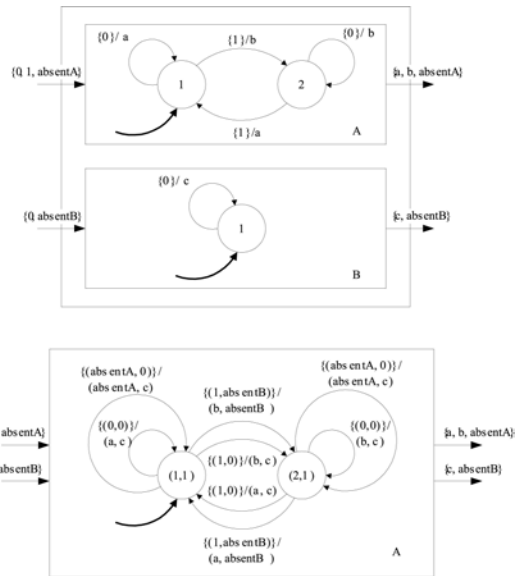 {0}/ a
{1}/b
{0}/ b
{0, 1, absentA}
1
2
{a, b, absentA}
{1}/a
A
{0}/ c
{0, absentB}
1
{c, absentB}
B
{(absentA, 0)}/
(absentA, c)
{(absentA, 0)}/
(absentA, c)
{(1,absentB)}/
(b, absentB )
{(0,0)}/
(a, c)
{(0,0)}/
(b, c)
absentA}
{a, b, absentA}
{(1,0)}/(b, c)
(1,1)
(2,1)
absentB}
{c, absentB}
{(1,0)}/(a, c)
{(1,absentB)}/
(a, absentB )
A